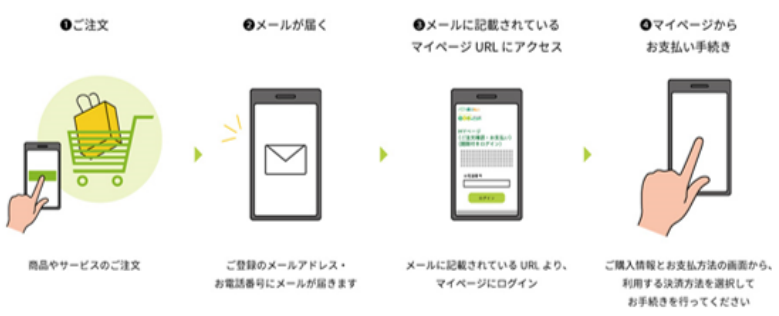 ❶ご注文
❷メールが届く
❸メールに記載されている
マイページ URL にアクセス
❹マイページから
お支払い手続き
ログイン
商品やサービスのご注文
ご登録のメールアドレス・
お電話番号にメールが届きます
メールに記載されている URL より、
マイページにログイン
ご購入情報とお支払方法の画面から、
利用する決済方法を選択して
お手続きを行ってください